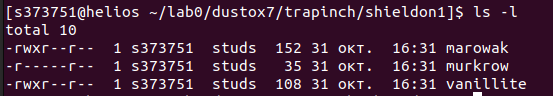 [s373751@helios ~/lab0/dustox7/trapinch/shieldon1]$ ls -l
total 10
-rwxr--r--  1 s373751  studs  152 31 окт.  16:31 marowak
-r-----r--  1 s373751  studs   35 31 окт.  16:31 murkrow
-rwxr--r--  1 s373751  studs  108 31 окт.  16:31 vanillite